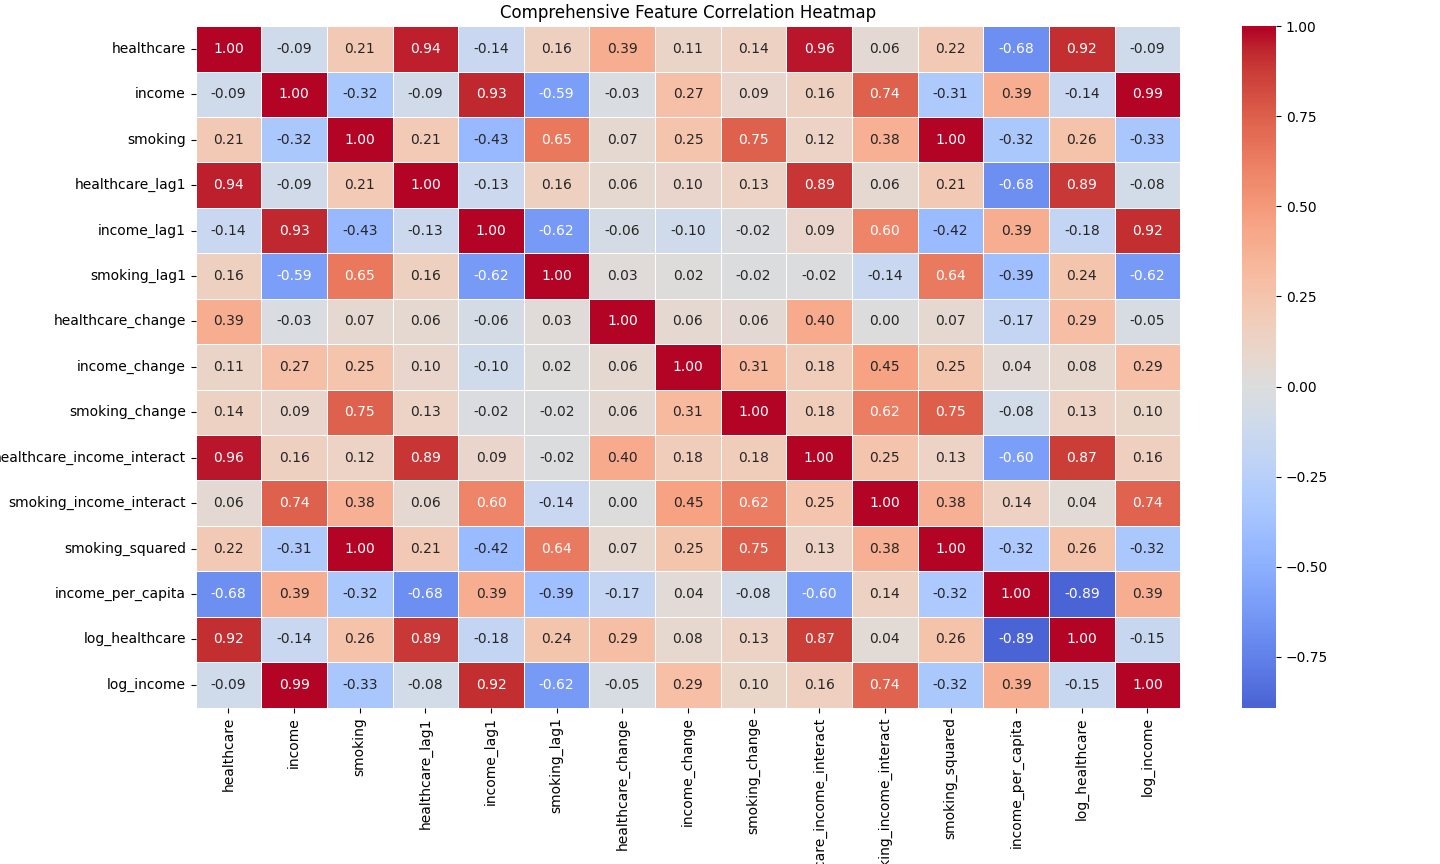 Comprehensive Feature Correlation Heatmap
healthcare 1.00 -0.09 0.21 0.94 -0.14 0.16 0.39 0.11 0.14 0.96 0.06 0.22 -0.68 0.92 -0.09
income -0.09 1.00 -0.32 -0.09 0.93 -0.59 -0.03 0.27 0.09 0.16 0.74 -0.31 0.39 -0.14 0.99
smoking 0.21 -0.32 1.00 0.21 -0.43 0.65 0.07 0.25 0.75 0.12 0.38 1.00 -0.32 0.26 -0.33
healthcare_lag1 0.94 -0.09 0.21 1.00 -0.13 0.16 0.06 0.10 0.13 0.89 0.06 0.21 -0.68 0.89 -0.08
income_lag1 -0.14 0.93 -0.43 -0.13 1.00 -0.62 -0.06 -0.10 -0.02 0.09 0.60 -0.42 0.39 -0.18 0.92
smoking_lag1 0.16 -0.59 0.65 0.16 -0.62 1.00 0.03 0.02 -0.02 -0.02 -0.14 0.64 -0.39 0.24 -0.62
healthcare_change 0.39 -0.03 0.07 0.06 -0.06 0.03 1.00 0.06 0.06 0.40 0.00 0.07 -0.17 0.29 -0.05
income_change 0.11 0.27 0.25 0.10 -0.10 0.02 0.06 1.00 0.31 0.18 0.45 0.25 0.04 0.08 0.29
smoking_change 0.14 0.09 0.75 0.13 -0.02 -0.02 0.06 0.31 1.00 0.18 0.62 0.75 -0.08 0.13 0.10
ealthcare_income_interact 0.96 0.16 0.12 0.89 0.09 -0.02 0.40 0.18 0.18 1.00 0.25 0.13 -0.60 0.87 0.16
smoking_income_interact 0.06 0.74 0.38 0.06 0.60 -0.14 0.00 0.45 0.62 0.25 1.00 0.38 0.14 0.04 0.74
smoking_squared 0.22 -0.31 1.00 0.21 -0.42 0.64 0.07 0.25 0.75 0.13 0.38 1.00 -0.32 0.26 -0.32
income_per_capita -0.68 0.39 -0.32 -0.68 0.39 -0.39 -0.17 0.04 -0.08 -0.60 0.14 -0.32 1.00 -0.89 0.39
log_healthcare 0.92 -0.14 0.26 0.89 -0.18 0.24 0.29 0.08 0.13 0.87 0.04 0.26 -0.89 1.00 -0.15
log_income -0.09 0.99 -0.33 -0.08 0.92 -0.62 -0.05 0.29 0.10 0.16 0.74 -0.32 0.39 -0.15 1.00
healthcare
income
smoking
healthcare_lag1
income_lag1
smoking_lag1
healthcare_change
income_change
smoking_change
care_income_interact
king_income_interact
smoking_squared
income_per_capita
log_healthcare
log_income
1.00
0.75
0.50
0.25
0.00
−0.25
−0.50
−0.75